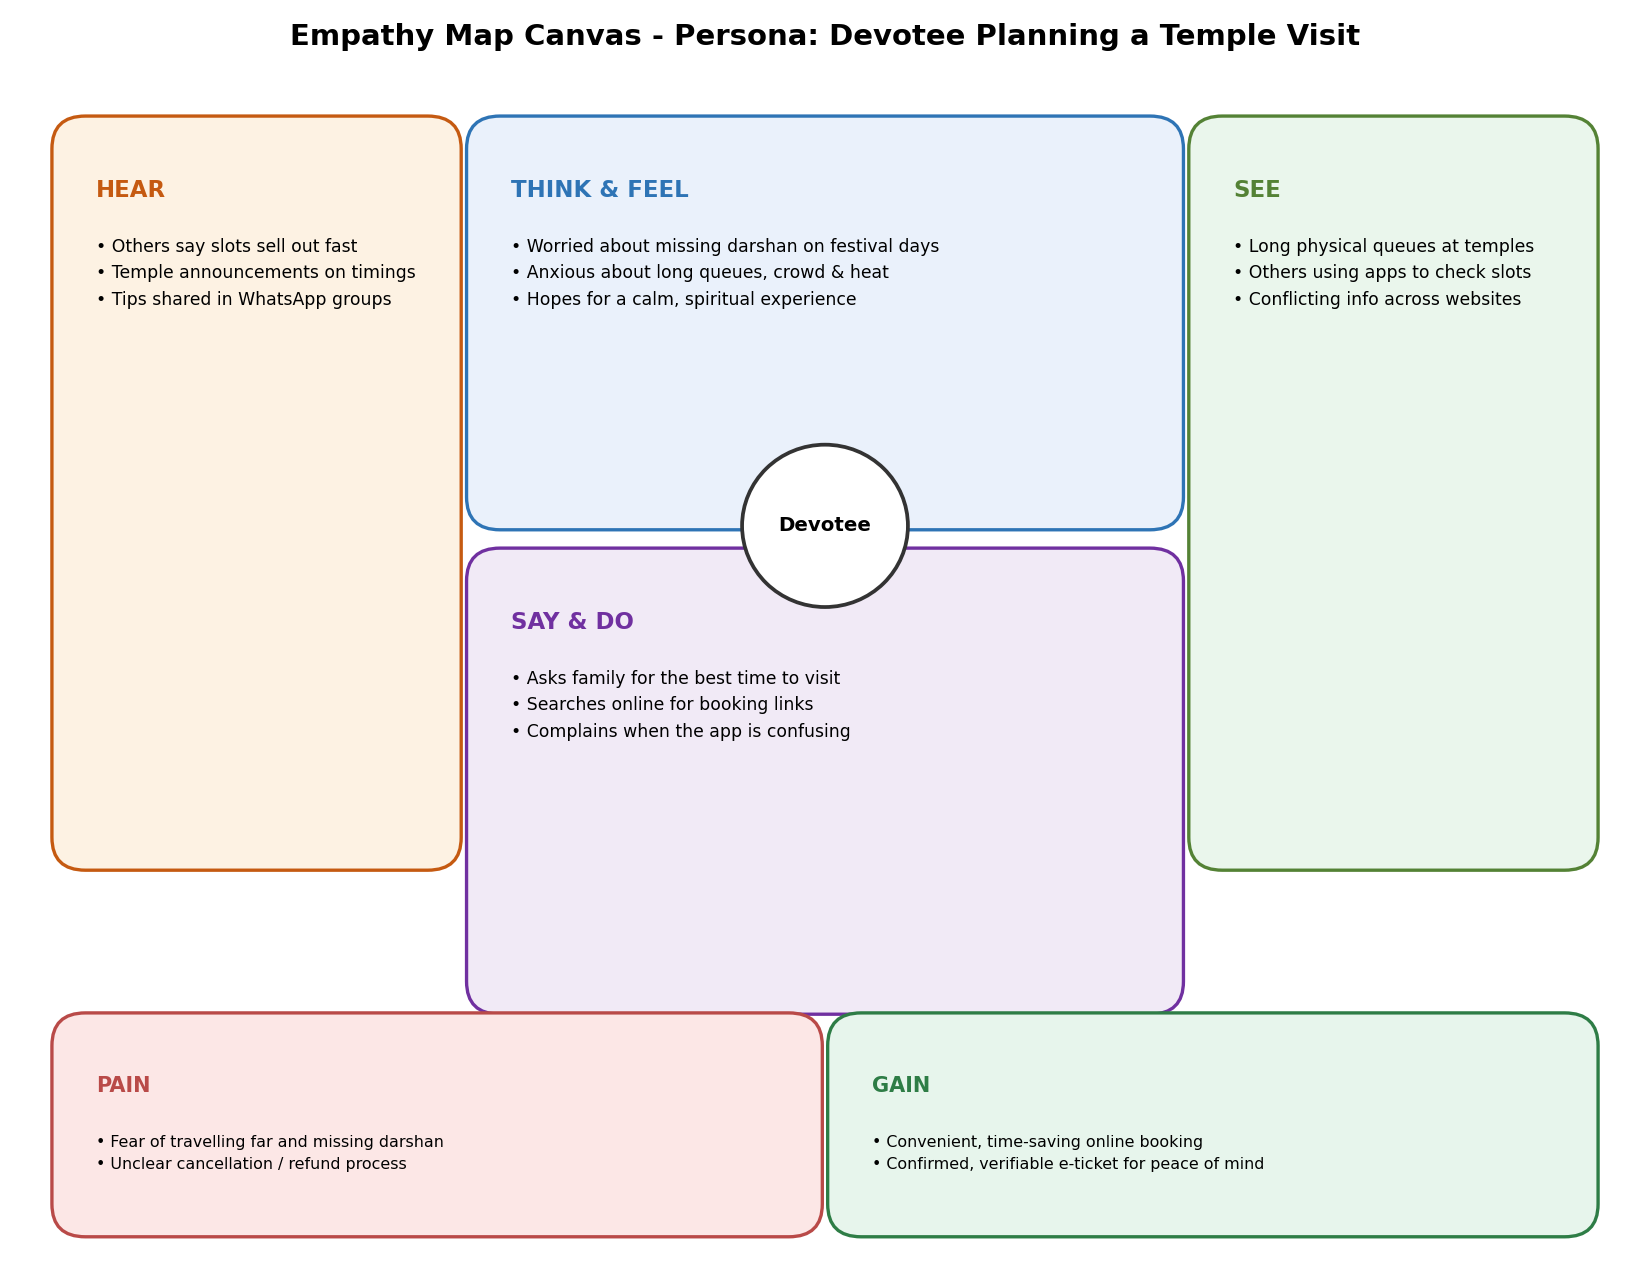 Empathy Map Canvas - Persona: Devotee Planning a Temple Visit
HEAR
• Others say slots sell out fast
• Temple announcements on timings
• Tips shared in WhatsApp groups
THINK & FEEL
• Worried about missing darshan on festival days
• Anxious about long queues, crowd & heat
• Hopes for a calm, spiritual experience
SEE
• Long physical queues at temples
• Others using apps to check slots
• Conflicting info across websites
Devotee
SAY & DO
• Asks family for the best time to visit
• Searches online for booking links
• Complains when the app is confusing
PAIN
• Fear of travelling far and missing darshan
• Unclear cancellation / refund process
GAIN
• Convenient, time-saving online booking
• Confirmed, verifiable e-ticket for peace of mind